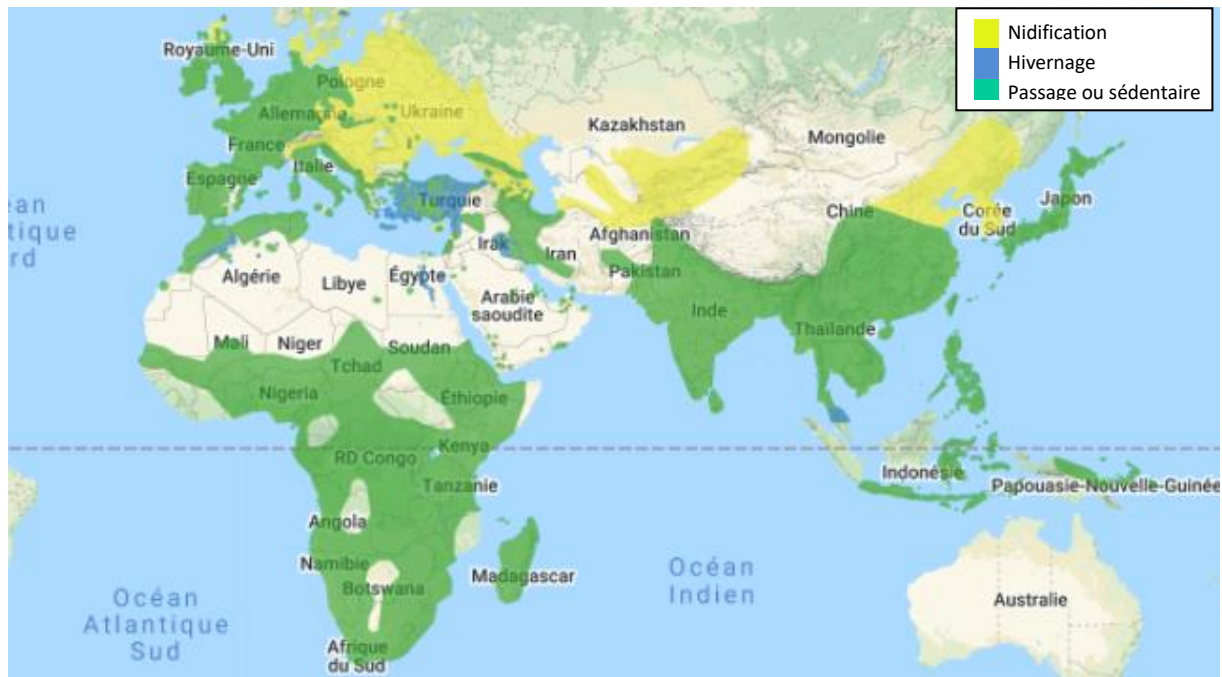 Nidification
Hivernage
Passage ou sédentaire
Royaume-Uni
Pologne
Allemagne
Ukraine
France
Kazakhstan
Mongolie
Italie
Espagne
Turquie
Chine
Corée
du Sud
Japon
ean
tique
rd
Irak
Iran
Afghanistan
Pakistan
Algérie
Libye
Égypte
Arabie
saoudite
Inde
Thaïlande
Mali
Niger
Tchad
Soudan
Nigeria
Éthiopie
Kenya
RD Congo
Tanzanie
Indonésie
Papouasie-Nouvelle-Guinée
Angola
Namibie
Botswana
Madagascar
Océan
Indien
Océan
Atlantique
Sud
Australie
Afrique
du Sud